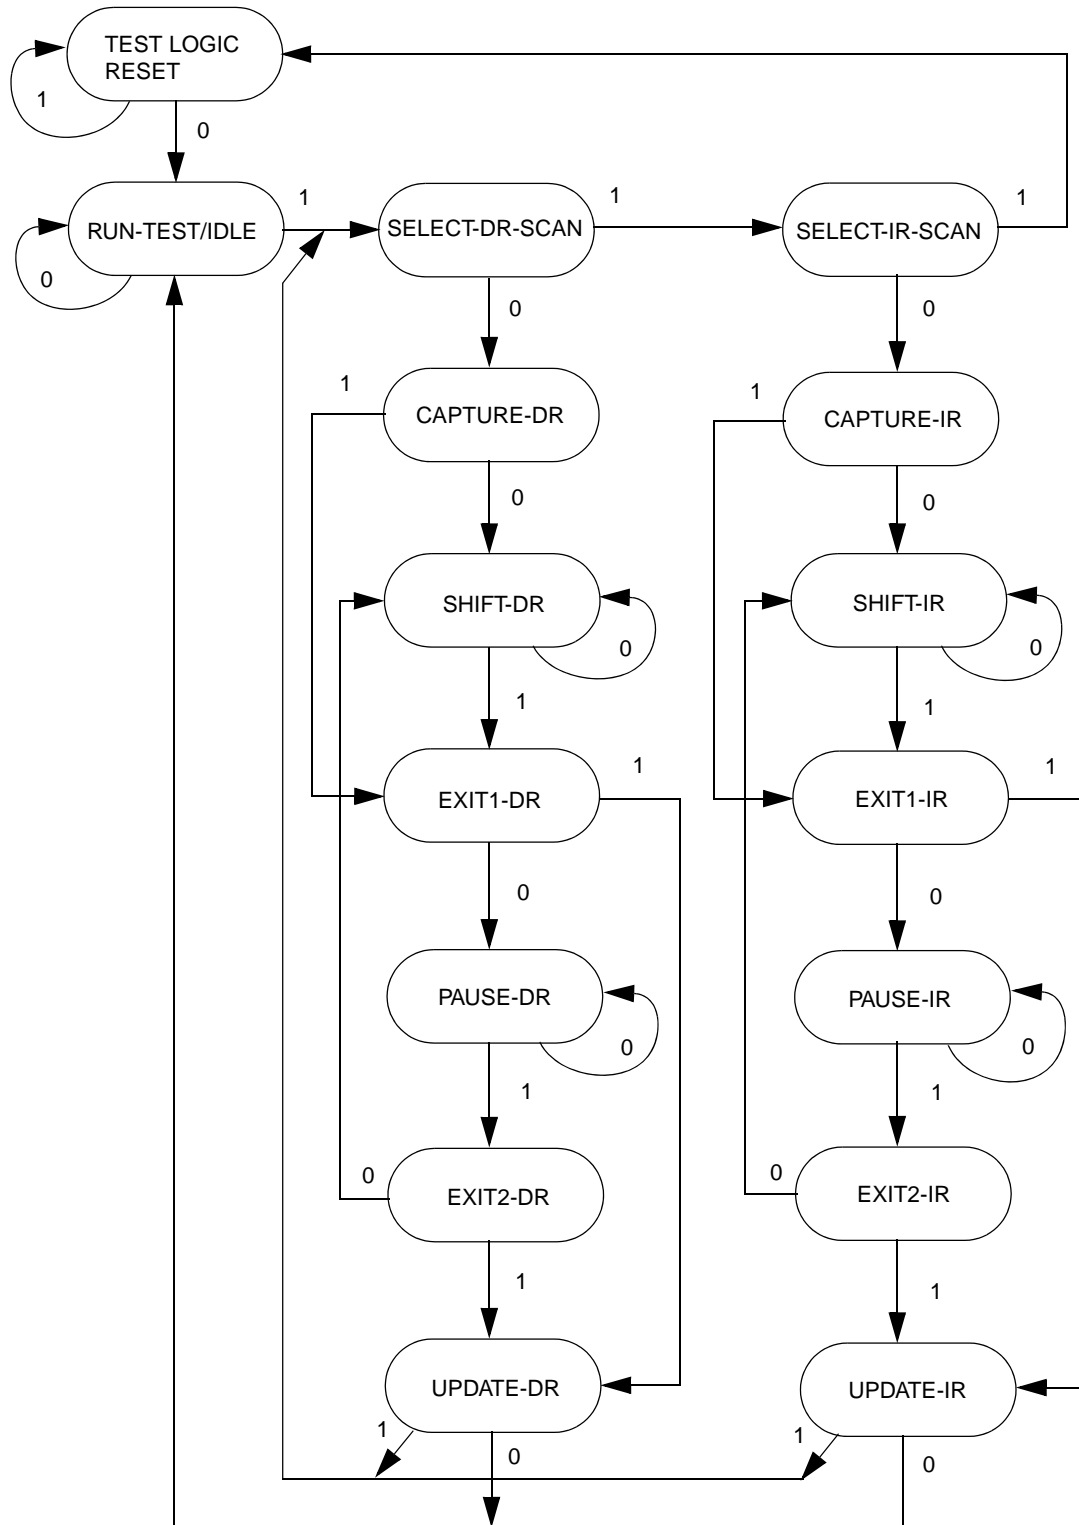 TEST LOGIC
RESET
1
0
RUN-TEST/IDLE
0
1
SELECT-DR-SCAN
1
SELECT-IR-SCAN
1
0
0
1
CAPTURE-DR
1
CAPTURE-IR
0
0
SHIFT-DR
0
SHIFT-IR
0
1
1
EXIT1-DR
1
EXIT1-IR
1
0
0
PAUSE-DR
0
PAUSE-IR
0
1
1
0
EXIT2-DR
0
EXIT2-IR
1
1
UPDATE-DR
UPDATE-IR
1
0
1
0